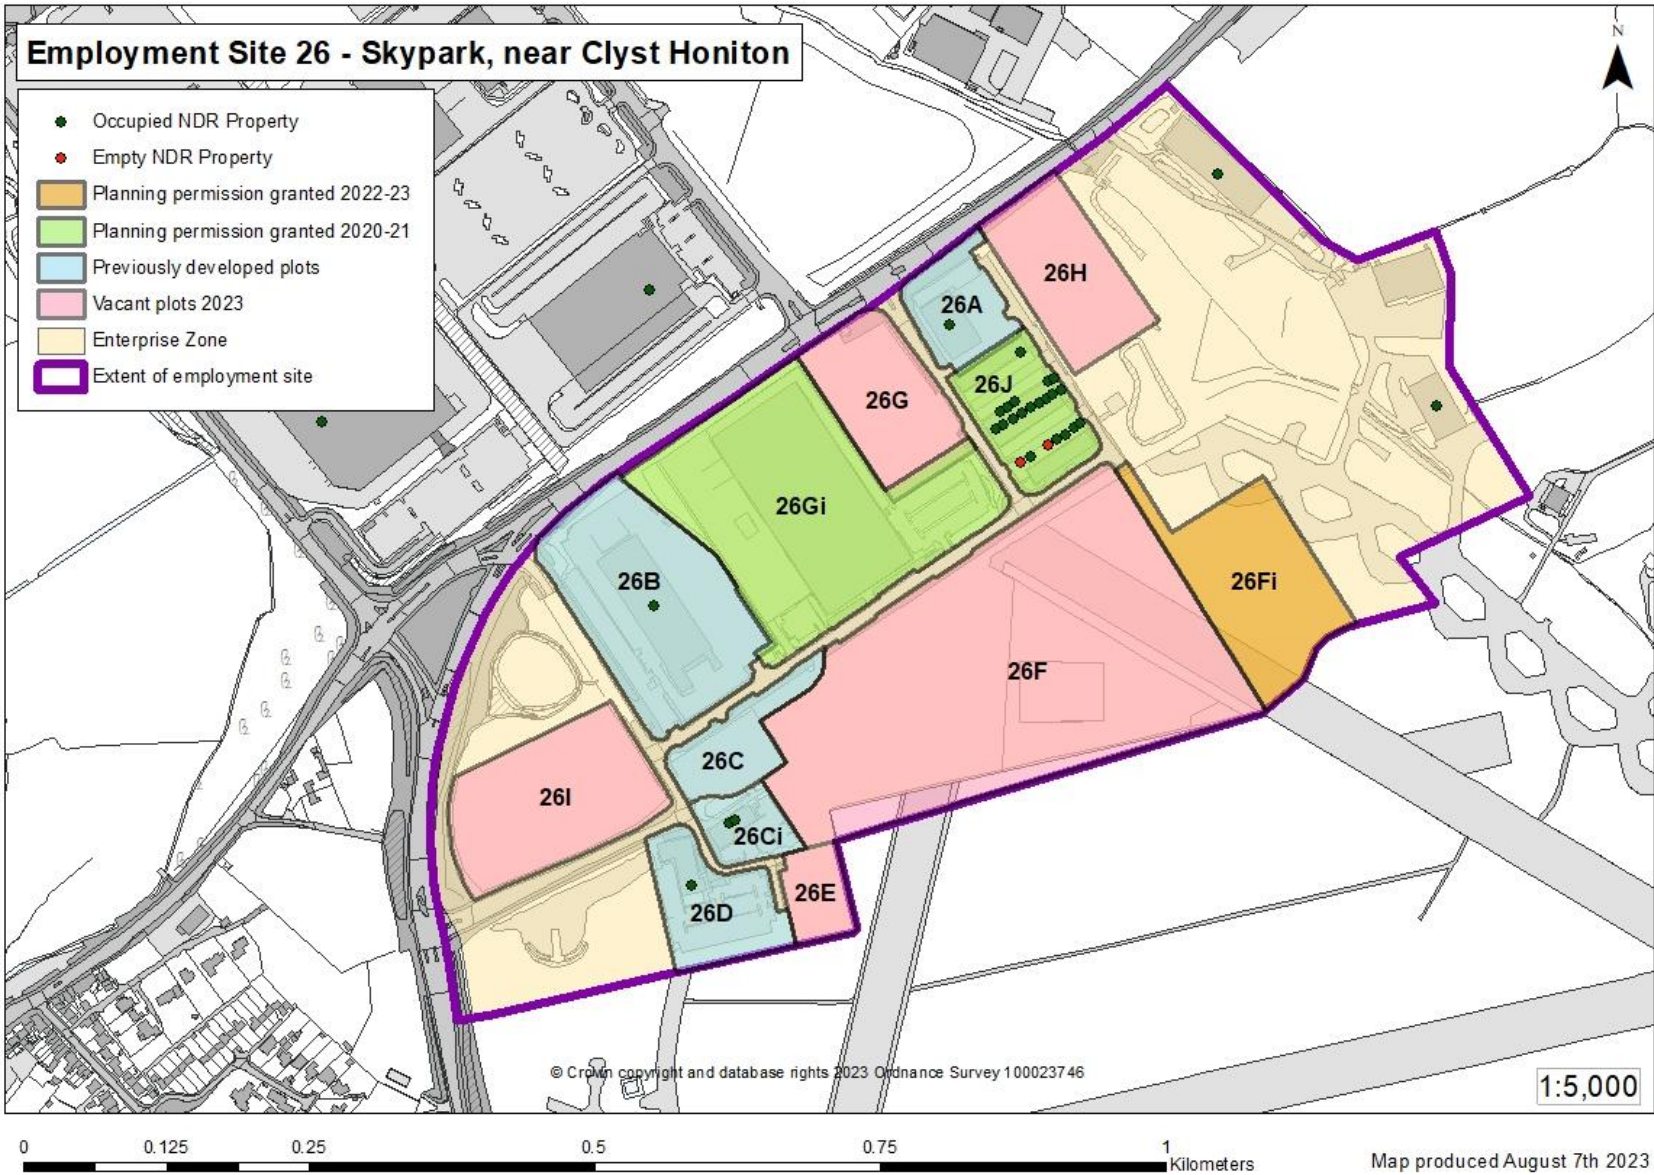 Employment Site 26 - Skypark, near Clyst Honiton
N
Occupied NDR Property
Empty NDR Property
Planning permission granted 2022-23
Planning permission granted 2020-21
Previously developed plots
Vacant plots 2023
Enterprise Zone
Extent of employment site
26H
26A
26J
26G
26Gi
26B
26Fi
26F
26C
26I
26Ci
26E
26D
© Crown copyright and database rights 2023 Ordnance Survey 100023746
1:5,000
0 0.125 0.25 0.5 0.75 1
Kilometers
Map produced August 7th 2023